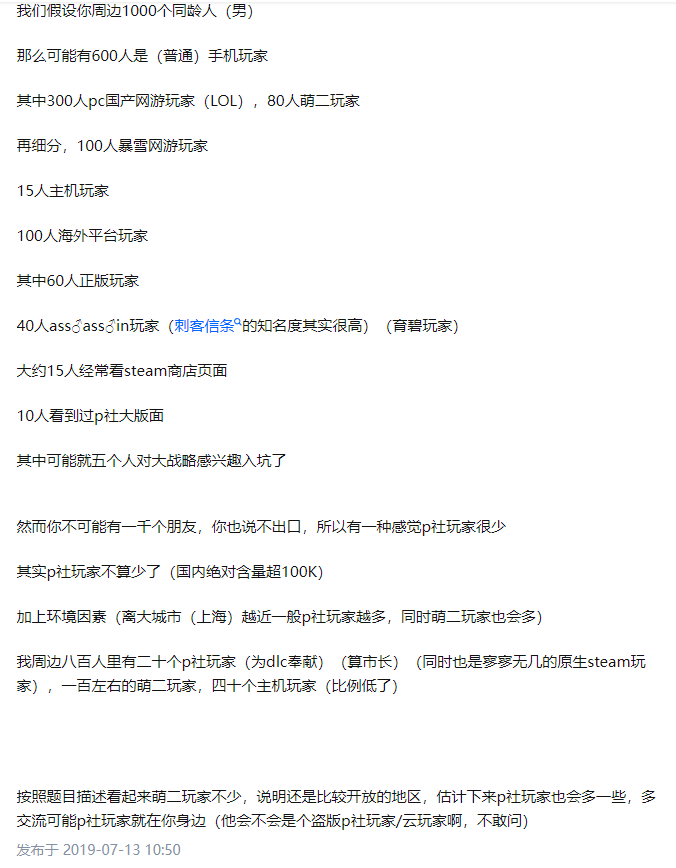 我们假设你周边1000个同龄人（男）
那么可能有600人是（普通）手机玩家
其中300人pc国产网游玩家（LOL），80人萌二玩家
再细分，100人暴雪网游玩家
15人主机玩家
100人海外平台玩家
其中60人正版玩家
40人ass♂ass♂in玩家（刺客信条的知名度其实很高）（育碧玩家）
大约15人经常看steam商店页面
10人看到过p社大版面
其中可能就五个人对大战略感兴趣入坑了
然而你不可能有一千个朋友，你也说不出口，所以有一种感觉p社玩家很少
其实p社玩家不算少了（国内绝对含量超100K）
加上环境因素（离大城市（上海）越近一般p社玩家越多，同时萌二玩家也会多）
我周边八百人里有二十个p社玩家（为dlc奉献）（算市长）（同时也是寥寥无几的原生steam玩
家），一百左右的萌二玩家，四十个主机玩家（比例低了）
按照题目描述看起来萌二玩家不少，说明还是比较开放的地区，估计下来p社玩家也会多一些，多
交流可能p社玩家就在你身边（他会不会是个盗版p社玩家/云玩家啊，不敢问）
发布于 2019-07-13 10:50